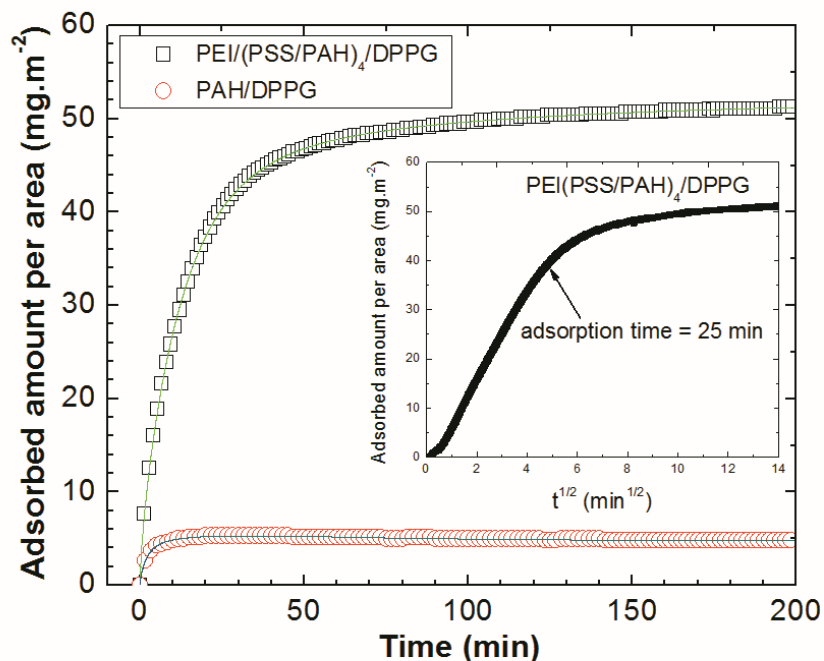 Adsorbed amount per area (mg.m⁻²)
60
50
40
30
20
10
0
PEI/(PSS/PAH)₄/DPPG
PAH/DPPG
Adsorbed amount per area (mg.m⁻²)
60
50
40
30
20
10
0
PEI(PSS/PAH)₄/DPPG
adsorption time = 25 min
0 2 4 6 8 10 12 14
t¹/² (min¹/²)
0 50 100 150 200
Time (min)